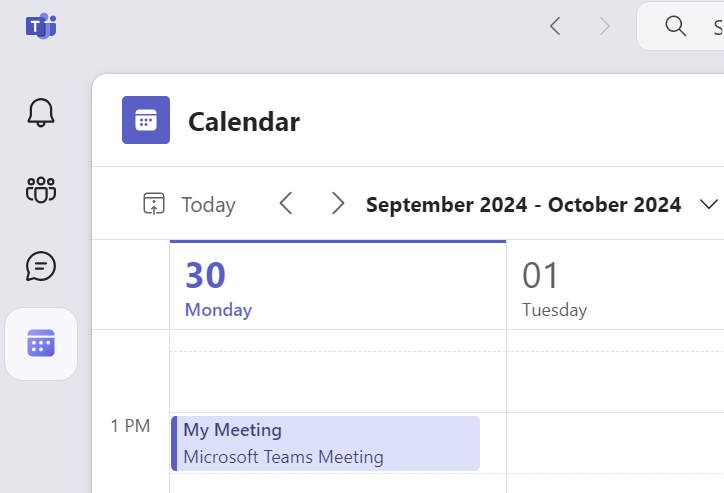 T
S
Calendar
Today
September 2024 - October 2024
30
Monday
01
Tuesday
1 PM
My Meeting
Microsoft Teams Meeting